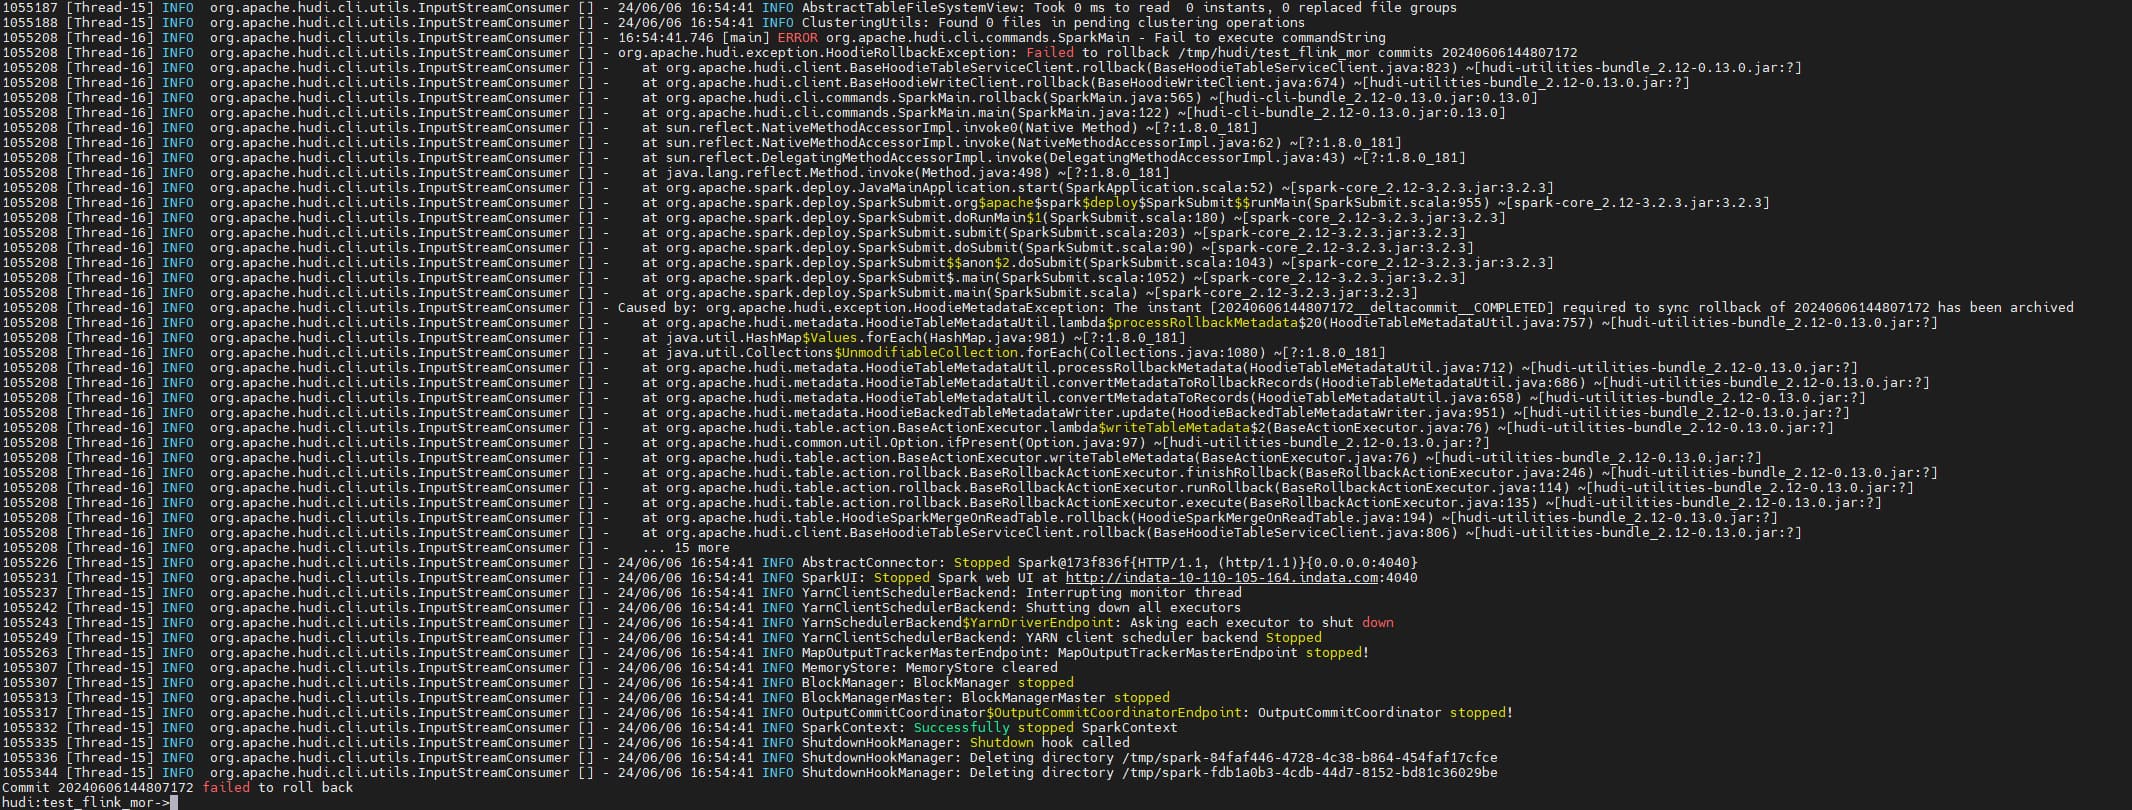 1055187 [Thread-15] INFO  org.apache.hudi.cli.utils.InputStreamConsumer [] - 24/06/06 16:54:41 INFO AbstractTableFileSystemView: Took 0 ms to read  0 instants, 0 replaced file groups
1055188 [Thread-15] INFO  org.apache.hudi.cli.utils.InputStreamConsumer [] - 24/06/06 16:54:41 INFO ClusteringUtils: Found 0 files in pending clustering operations
1055208 [Thread-16] INFO  org.apache.hudi.cli.utils.InputStreamConsumer [] - 16:54:41.746 [main] ERROR org.apache.hudi.cli.commands.SparkMain - Fail to execute commandString
1055208 [Thread-16] INFO  org.apache.hudi.cli.utils.InputStreamConsumer [] - org.apache.hudi.exception.HoodieRollbackException: Failed to rollback /tmp/hudi/test_flink_mor commits 20240606144807172
1055208 [Thread-16] INFO  org.apache.hudi.cli.utils.InputStreamConsumer [] -    at org.apache.hudi.client.BaseHoodieTableServiceClient.rollback(BaseHoodieTableServiceClient.java:823) ~[hudi-utilities-bundle_2.12-0.13.0.jar:?]
1055208 [Thread-16] INFO  org.apache.hudi.cli.utils.InputStreamConsumer [] -    at org.apache.hudi.client.BaseHoodieWriteClient.rollback(BaseHoodieWriteClient.java:674) ~[hudi-utilities-bundle_2.12-0.13.0.jar:?]
1055208 [Thread-16] INFO  org.apache.hudi.cli.utils.InputStreamConsumer [] -    at org.apache.hudi.cli.commands.SparkMain.rollback(SparkMain.java:565) ~[hudi-cli-bundle_2.12-0.13.0.jar:0.13.0]
1055208 [Thread-16] INFO  org.apache.hudi.cli.utils.InputStreamConsumer [] -    at org.apache.hudi.cli.commands.SparkMain.main(SparkMain.java:122) ~[hudi-cli-bundle_2.12-0.13.0.jar:0.13.0]
1055208 [Thread-16] INFO  org.apache.hudi.cli.utils.InputStreamConsumer [] -    at sun.reflect.NativeMethodAccessorImpl.invoke0(Native Method) ~[?:1.8.0_181]
1055208 [Thread-16] INFO  org.apache.hudi.cli.utils.InputStreamConsumer [] -    at sun.reflect.NativeMethodAccessorImpl.invoke(NativeMethodAccessorImpl.java:62) ~[?:1.8.0_181]
1055208 [Thread-16] INFO  org.apache.hudi.cli.utils.InputStreamConsumer [] -    at sun.reflect.DelegatingMethodAccessorImpl.invoke(DelegatingMethodAccessorImpl.java:43) ~[?:1.8.0_181]
1055208 [Thread-16] INFO  org.apache.hudi.cli.utils.InputStreamConsumer [] -    at java.lang.reflect.Method.invoke(Method.java:498) ~[?:1.8.0_181]
1055208 [Thread-16] INFO  org.apache.hudi.cli.utils.InputStreamConsumer [] -    at org.apache.spark.deploy.JavaMainApplication.start(SparkApplication.scala:52) ~[spark-core_2.12-3.2.3.jar:3.2.3]
1055208 [Thread-16] INFO  org.apache.hudi.cli.utils.InputStreamConsumer [] -    at org.apache.spark.deploy.SparkSubmit.org$apache$spark$deploy$SparkSubmit$$runMain(SparkSubmit.scala:955) ~[spark-core_2.12-3.2.3.jar:3.2.3]
1055208 [Thread-16] INFO  org.apache.hudi.cli.utils.InputStreamConsumer [] -    at org.apache.spark.deploy.SparkSubmit.doRunMain$1(SparkSubmit.scala:180) ~[spark-core_2.12-3.2.3.jar:3.2.3]
1055208 [Thread-16] INFO  org.apache.hudi.cli.utils.InputStreamConsumer [] -    at org.apache.spark.deploy.SparkSubmit.submit(SparkSubmit.scala:203) ~[spark-core_2.12-3.2.3.jar:3.2.3]
1055208 [Thread-16] INFO  org.apache.hudi.cli.utils.InputStreamConsumer [] -    at org.apache.spark.deploy.SparkSubmit.doSubmit(SparkSubmit.scala:90) ~[spark-core_2.12-3.2.3.jar:3.2.3]
1055208 [Thread-16] INFO  org.apache.hudi.cli.utils.InputStreamConsumer [] -    at org.apache.spark.deploy.SparkSubmit$$anon$2.doSubmit(SparkSubmit.scala:1043) ~[spark-core_2.12-3.2.3.jar:3.2.3]
1055208 [Thread-16] INFO  org.apache.hudi.cli.utils.InputStreamConsumer [] -    at org.apache.spark.deploy.SparkSubmit$.main(SparkSubmit.scala:1052) ~[spark-core_2.12-3.2.3.jar:3.2.3]
1055208 [Thread-16] INFO  org.apache.hudi.cli.utils.InputStreamConsumer [] -    at org.apache.spark.deploy.SparkSubmit.main(SparkSubmit.scala) ~[spark-core_2.12-3.2.3.jar:3.2.3]
1055208 [Thread-16] INFO  org.apache.hudi.cli.utils.InputStreamConsumer [] - Caused by: org.apache.hudi.exception.HoodieMetadataException: The instant [20240606144807172__deltacommit__COMPLETED] required to sync rollback of 20240606144807172 has been archived
1055208 [Thread-16] INFO  org.apache.hudi.cli.utils.InputStreamConsumer [] -    at org.apache.hudi.metadata.HoodieTableMetadataUtil.lambda$processRollbackMetadata$20(HoodieTableMetadataUtil.java:757) ~[hudi-utilities-bundle_2.12-0.13.0.jar:?]
1055208 [Thread-16] INFO  org.apache.hudi.cli.utils.InputStreamConsumer [] -    at java.util.HashMap$Values.forEach(HashMap.java:981) ~[?:1.8.0_181]
1055208 [Thread-16] INFO  org.apache.hudi.cli.utils.InputStreamConsumer [] -    at java.util.Collections$UnmodifiableCollection.forEach(Collections.java:1080) ~[?:1.8.0_181]
1055208 [Thread-16] INFO  org.apache.hudi.cli.utils.InputStreamConsumer [] -    at org.apache.hudi.metadata.HoodieTableMetadataUtil.processRollbackMetadata(HoodieTableMetadataUtil.java:712) ~[hudi-utilities-bundle_2.12-0.13.0.jar:?]
1055208 [Thread-16] INFO  org.apache.hudi.cli.utils.InputStreamConsumer [] -    at org.apache.hudi.metadata.HoodieTableMetadataUtil.convertMetadataToRollbackRecords(HoodieTableMetadataUtil.java:686) ~[hudi-utilities-bundle_2.12-0.13.0.jar:?]
1055208 [Thread-16] INFO  org.apache.hudi.cli.utils.InputStreamConsumer [] -    at org.apache.hudi.metadata.HoodieTableMetadataUtil.convertMetadataToRecords(HoodieTableMetadataUtil.java:658) ~[hudi-utilities-bundle_2.12-0.13.0.jar:?]
1055208 [Thread-16] INFO  org.apache.hudi.cli.utils.InputStreamConsumer [] -    at org.apache.hudi.metadata.HoodieBackedTableMetadataWriter.update(HoodieBackedTableMetadataWriter.java:951) ~[hudi-utilities-bundle_2.12-0.13.0.jar:?]
1055208 [Thread-16] INFO  org.apache.hudi.cli.utils.InputStreamConsumer [] -    at org.apache.hudi.table.action.BaseActionExecutor.lambda$writeTableMetadata$2(BaseActionExecutor.java:76) ~[hudi-utilities-bundle_2.12-0.13.0.jar:?]
1055208 [Thread-16] INFO  org.apache.hudi.cli.utils.InputStreamConsumer [] -    at org.apache.hudi.common.util.Option.ifPresent(Option.java:97) ~[hudi-utilities-bundle_2.12-0.13.0.jar:?]
1055208 [Thread-16] INFO  org.apache.hudi.cli.utils.InputStreamConsumer [] -    at org.apache.hudi.table.action.BaseActionExecutor.writeTableMetadata(BaseActionExecutor.java:76) ~[hudi-utilities-bundle_2.12-0.13.0.jar:?]
1055208 [Thread-16] INFO  org.apache.hudi.cli.utils.InputStreamConsumer [] -    at org.apache.hudi.table.action.rollback.BaseRollbackActionExecutor.finishRollback(BaseRollbackActionExecutor.java:246) ~[hudi-utilities-bundle_2.12-0.13.0.jar:?]
1055208 [Thread-16] INFO  org.apache.hudi.cli.utils.InputStreamConsumer [] -    at org.apache.hudi.table.action.rollback.BaseRollbackActionExecutor.runRollback(BaseRollbackActionExecutor.java:114) ~[hudi-utilities-bundle_2.12-0.13.0.jar:?]
1055208 [Thread-16] INFO  org.apache.hudi.cli.utils.InputStreamConsumer [] -    at org.apache.hudi.table.action.rollback.BaseRollbackActionExecutor.execute(BaseRollbackActionExecutor.java:135) ~[hudi-utilities-bundle_2.12-0.13.0.jar:?]
1055208 [Thread-16] INFO  org.apache.hudi.cli.utils.InputStreamConsumer [] -    at org.apache.hudi.table.HoodieSparkMergeOnReadTable.rollback(HoodieSparkMergeOnReadTable.java:194) ~[hudi-utilities-bundle_2.12-0.13.0.jar:?]
1055208 [Thread-16] INFO  org.apache.hudi.cli.utils.InputStreamConsumer [] -    at org.apache.hudi.client.BaseHoodieTableServiceClient.rollback(BaseHoodieTableServiceClient.java:806) ~[hudi-utilities-bundle_2.12-0.13.0.jar:?]
1055208 [Thread-16] INFO  org.apache.hudi.cli.utils.InputStreamConsumer [] -    ... 15 more
1055226 [Thread-15] INFO  org.apache.hudi.cli.utils.InputStreamConsumer [] - 24/06/06 16:54:41 INFO AbstractConnector: Stopped Spark@173f836f{HTTP/1.1, (http/1.1)}{0.0.0.0:4040}
1055231 [Thread-15] INFO  org.apache.hudi.cli.utils.InputStreamConsumer [] - 24/06/06 16:54:41 INFO SparkUI: Stopped Spark web UI at http://indata-10-110-105-164.indata.com:4040
1055237 [Thread-15] INFO  org.apache.hudi.cli.utils.InputStreamConsumer [] - 24/06/06 16:54:41 INFO YarnClientSchedulerBackend: Interrupting monitor thread
1055242 [Thread-15] INFO  org.apache.hudi.cli.utils.InputStreamConsumer [] - 24/06/06 16:54:41 INFO YarnClientSchedulerBackend: Shutting down all executors
1055243 [Thread-15] INFO  org.apache.hudi.cli.utils.InputStreamConsumer [] - 24/06/06 16:54:41 INFO YarnSchedulerBackend$YarnDriverEndpoint: Asking each executor to shut down
1055249 [Thread-15] INFO  org.apache.hudi.cli.utils.InputStreamConsumer [] - 24/06/06 16:54:41 INFO YarnClientSchedulerBackend: YARN client scheduler backend Stopped
1055263 [Thread-15] INFO  org.apache.hudi.cli.utils.InputStreamConsumer [] - 24/06/06 16:54:41 INFO MapOutputTrackerMasterEndpoint: MapOutputTrackerMasterEndpoint stopped!
1055307 [Thread-15] INFO  org.apache.hudi.cli.utils.InputStreamConsumer [] - 24/06/06 16:54:41 INFO MemoryStore: MemoryStore cleared
1055307 [Thread-15] INFO  org.apache.hudi.cli.utils.InputStreamConsumer [] - 24/06/06 16:54:41 INFO BlockManager: BlockManager stopped
1055313 [Thread-15] INFO  org.apache.hudi.cli.utils.InputStreamConsumer [] - 24/06/06 16:54:41 INFO BlockManagerMaster: BlockManagerMaster stopped
1055317 [Thread-15] INFO  org.apache.hudi.cli.utils.InputStreamConsumer [] - 24/06/06 16:54:41 INFO OutputCommitCoordinator$OutputCommitCoordinatorEndpoint: OutputCommitCoordinator stopped!
1055332 [Thread-15] INFO  org.apache.hudi.cli.utils.InputStreamConsumer [] - 24/06/06 16:54:41 INFO SparkContext: Successfully stopped SparkContext
1055335 [Thread-15] INFO  org.apache.hudi.cli.utils.InputStreamConsumer [] - 24/06/06 16:54:41 INFO ShutdownHookManager: Shutdown hook called
1055336 [Thread-15] INFO  org.apache.hudi.cli.utils.InputStreamConsumer [] - 24/06/06 16:54:41 INFO ShutdownHookManager: Deleting directory /tmp/spark-84faf446-4728-4c38-b864-454faf17cfce
1055344 [Thread-15] INFO  org.apache.hudi.cli.utils.InputStreamConsumer [] - 24/06/06 16:54:41 INFO ShutdownHookManager: Deleting directory /tmp/spark-fdb1a0b3-4cdb-44d7-8152-bd81c36029be
Commit 20240606144807172 failed to roll back
hudi:test_flink_mor->